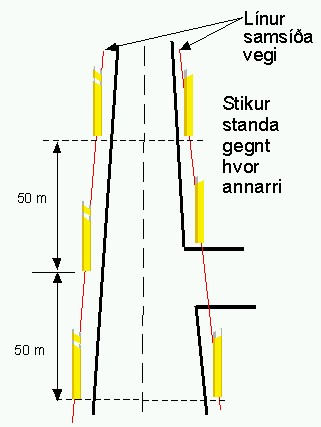 Línur
samsíða
vegi
Stikur
standa
gegnt
hvor
annarri
50 m
50 m